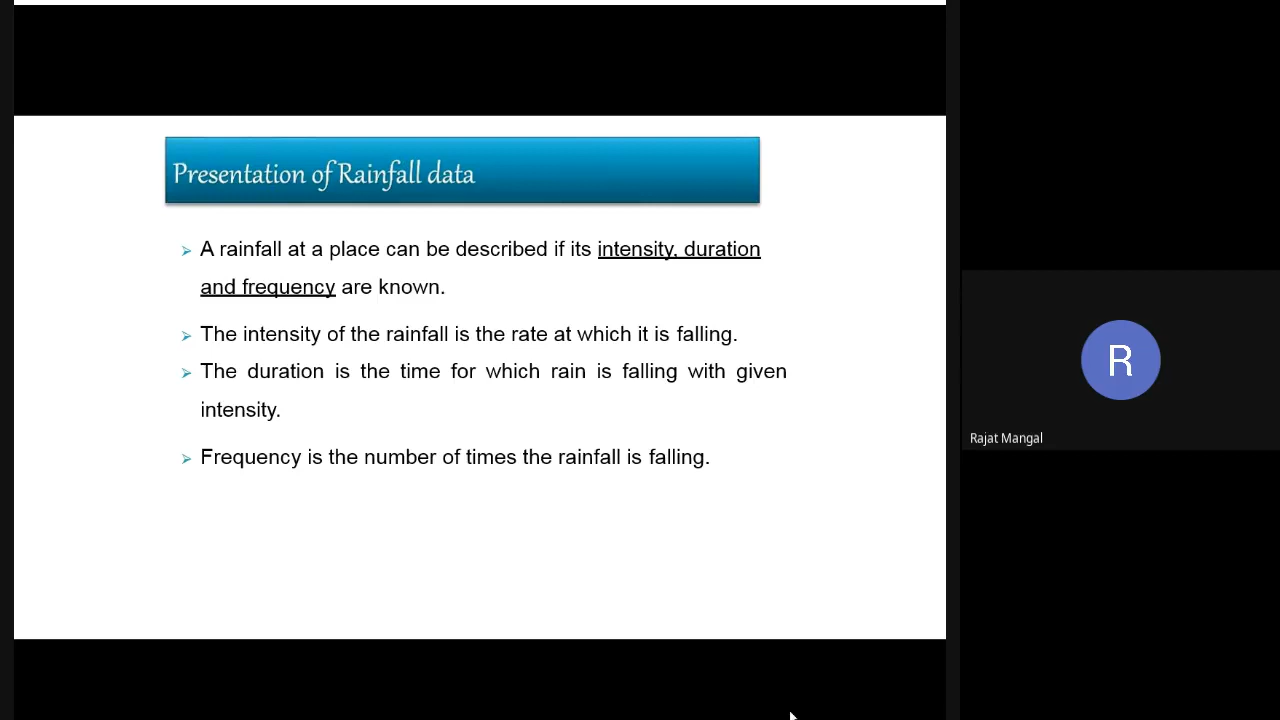 Presentation of Rainfall data
➢ A rainfall at a place can be described if its intensity, duration
and frequency are known.
➢ The intensity of the rainfall is the rate at which it is falling.
➢ The duration is the time for which rain is falling with given
intensity.
➢ Frequency is the number of times the rainfall is falling.
R
Rajat Mangal